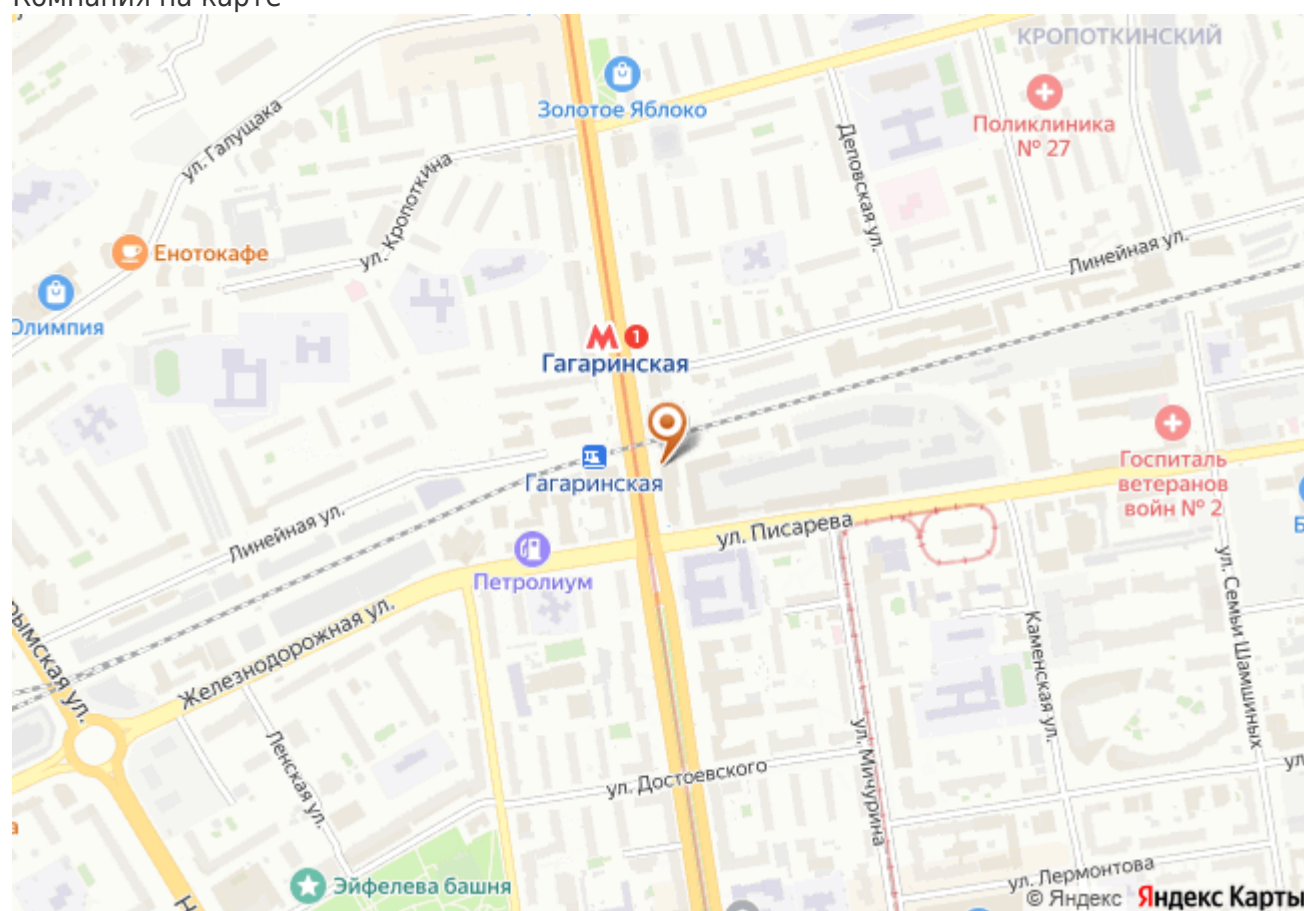 Компания на карте
КРОПОТКИНСКИЙ
Золотое Яблоко
Поликлиника
№ 27
ул. Галущака
Деповская ул.
ул. Кропоткина
Линейная ул.
Енотокафе
Олимпия
1
Гагаринская
Госпиталь
ветеранов
войн № 2
Гагаринская
Линейная ул.
ул. Писарева
Петролиум
ул. Семьи Шамшиных
Железнодорожная ул.
Каменская ул.
Ленская ул.
ул. Мичурина
ул. Достоевского
Эйфелева башня
ул. Лермонтова
© Яндекс Яндекс Карты